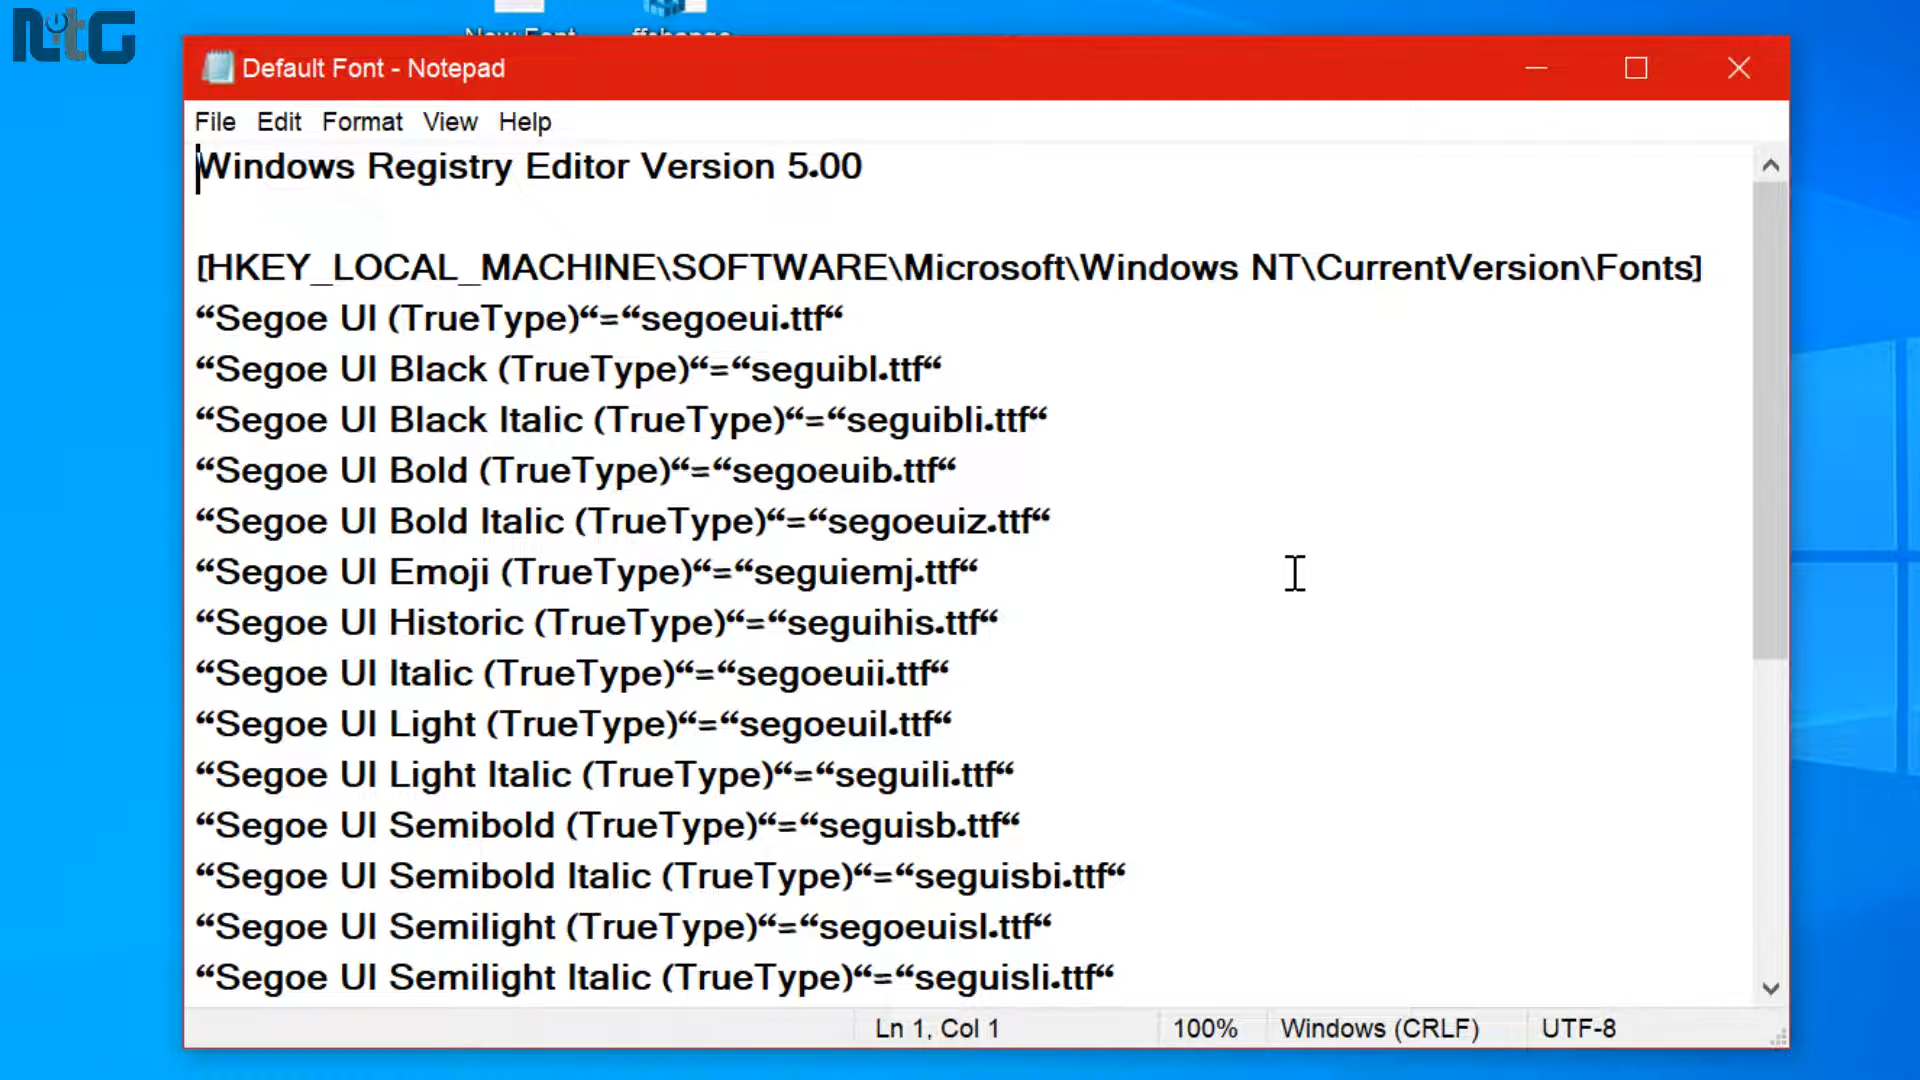 NtG
Default Font - Notepad
File Edit Format View Help
Windows Registry Editor Version 5.00
[HKEY_LOCAL_MACHINE\SOFTWARE\Microsoft\Windows NT\CurrentVersion\Fonts]
“Segoe UI (TrueType)“=“segoeui.ttf“
“Segoe UI Black (TrueType)“=“seguibl.ttf“
“Segoe UI Black Italic (TrueType)“=“seguibli.ttf“
“Segoe UI Bold (TrueType)“=“segoeuib.ttf“
“Segoe UI Bold Italic (TrueType)“=“segoeuiz.ttf“
“Segoe UI Emoji (TrueType)“=“seguiemj.ttf“
“Segoe UI Historic (TrueType)“=“seguihis.ttf“
“Segoe UI Italic (TrueType)“=“segoeuii.ttf“
“Segoe UI Light (TrueType)“=“segoeuil.ttf“
“Segoe UI Light Italic (TrueType)“=“seguili.ttf“
“Segoe UI Semibold (TrueType)“=“seguisb.ttf“
“Segoe UI Semibold Italic (TrueType)“=“seguisbi.ttf“
“Segoe UI Semilight (TrueType)“=“segoeuisl.ttf“
“Segoe UI Semilight Italic (TrueType)“=“seguisli.ttf“
Ln 1, Col 1 100% Windows (CRLF) UTF-8